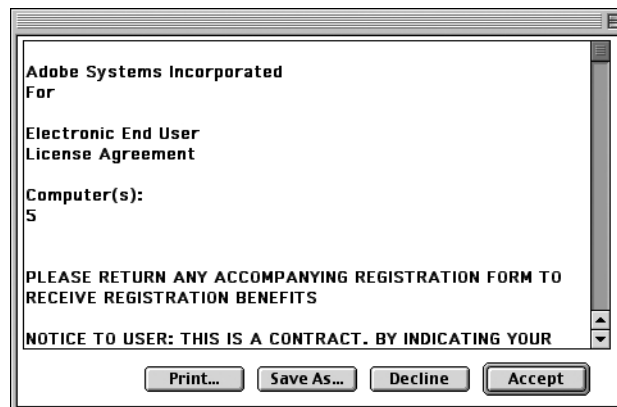 Adobe Systems Incorporated
For
Electronic End User
License Agreement
Computer(s):
5
PLEASE RETURN ANY ACCOMPANYING REGISTRATION FORM TO
RECEIVE REGISTRATION BENEFITS
NOTICE TO USER: THIS IS A CONTRACT. BY INDICATING YOUR
Print... Save As... Decline Accept